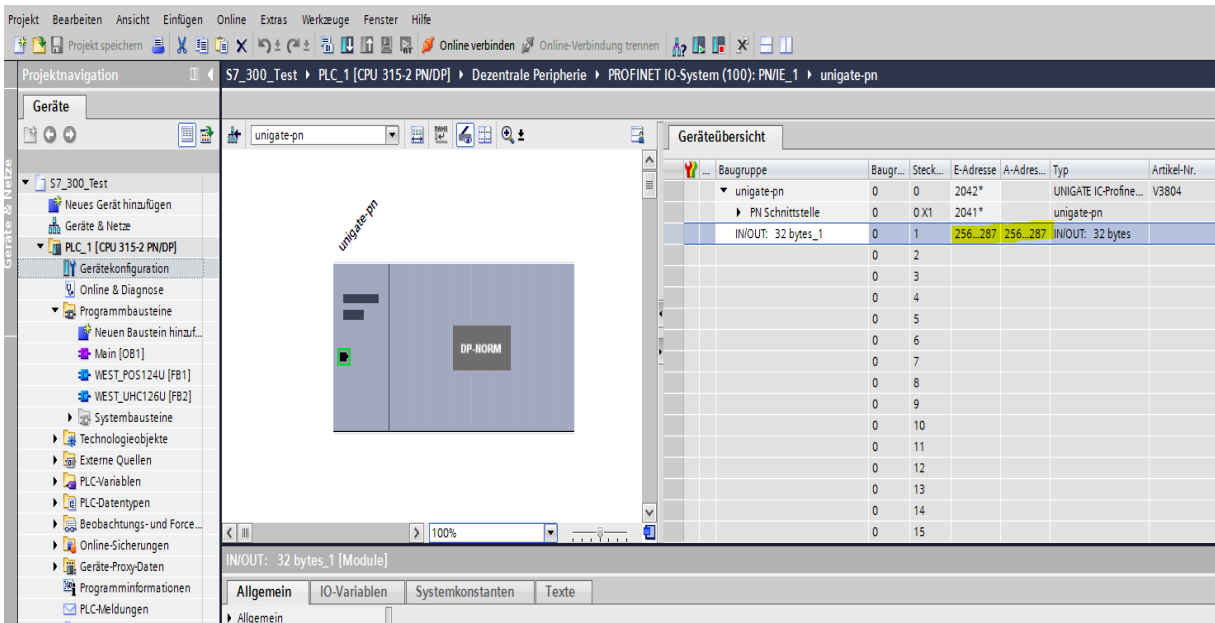 Projekt Bearbeiten Ansicht Einfügen Online Extras Werkzeuge Fenster Hilfe
Projekt speichern Online verbinden Online-Verbindung trennen
Projektnavigation
S7_300_Test PLC_1 [CPU 315-2 PN/DP] Dezentrale Peripherie PROFINET IO-System (100): PN/IE_1 unigate-pn
Geräte
Geräte & Netze
S7_300_Test
Neues Gerät hinzufügen
Geräte & Netze
PLC_1 [CPU 315-2 PN/DP]
Gerätekonfiguration
Online & Diagnose
Programmbausteine
Neuen Baustein hinzuf...
Main [OB1]
WEST_POS124U [FB1]
WEST_UHC126U [FB2]
Systembausteine
Technologieobjekte
Externe Quellen
PLC-Variablen
PLC-Datentypen
Beobachtungs- und Force...
Online-Sicherungen
Geräte-Proxy-Daten
Programminformationen
PLC-Meldungen
unigate-pn
unigate-pn
DP-NORM
100%
Geräteübersicht
... Baugruppe Baugr... Steck... E-Adresse A-Adres... Typ Artikel-Nr.
unigate-pn 0 0 2042* UNIGATE IC-Profine... V3804
PN Schnittstelle 0 0 X1 2041* unigate-pn
IN/OUT: 32 bytes_1 0 1 256...287 256...287 IN/OUT: 32 bytes
0 2
0 3
0 4
0 5
0 6
0 7
0 8
0 9
0 10
0 11
0 12
0 13
0 14
0 15
IN/OUT: 32 bytes_1 [Module]
Allgemein IO-Variablen Systemkonstanten Texte
Allgemein